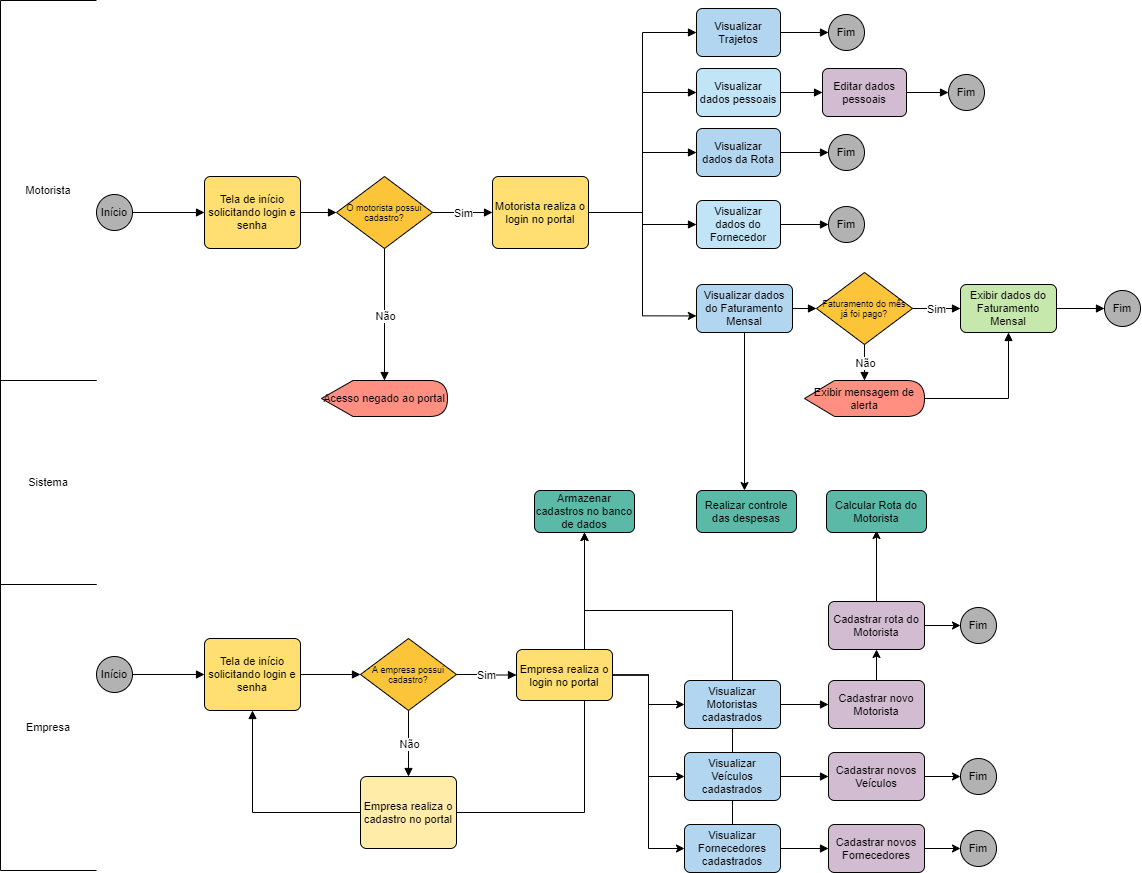 Visualizar
Trajetos
Fim
Visualizar
dados pessoais
Editar dados
pessoais
Fim
Visualizar
dados da Rota
Fim
Motorista
Início
Tela de início
solicitando login e
senha
O motorista possui
cadastro?
Sim
Motorista realiza o
login no portal
Visualizar
dados do
Fornecedor
Fim
Não
Visualizar dados
do Faturamento
Mensal
Faturamento do mês
já foi pago?
Sim
Exibir dados do
Faturamento
Mensal
Fim
Não
Acesso negado ao portal
Exibir mensagem de
alerta
Sistema
Armazenar
cadastros no banco
de dados
Realizar controle
das despesas
Calcular Rota do
Motorista
Empresa
Início
Tela de início
solicitando login e
senha
A empresa possui
cadastro?
Sim
Empresa realiza o
login no portal
Cadastrar rota do
Motorista
Fim
Visualizar
Motoristas
cadastrados
Cadastrar novo
Motorista
Não
Empresa realiza o
cadastro no portal
Visualizar
Veículos
cadastrados
Cadastrar novos
Veículos
Fim
Visualizar
Fornecedores
cadastrados
Cadastrar novos
Fornecedores
Fim